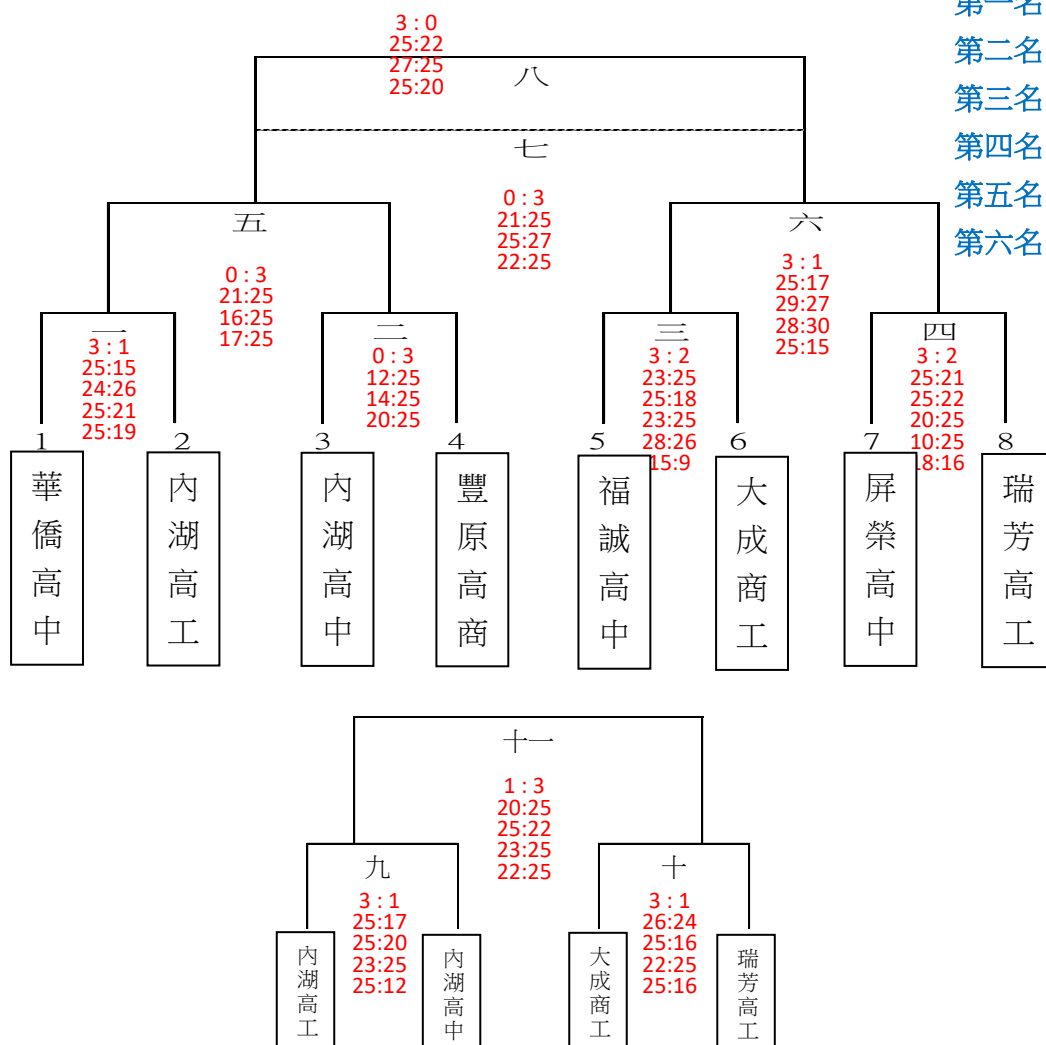 第一名
第二名
第三名
第四名
第五名
第六名
3 : 0
25:22
27:25
25:20
八
七
0 : 3
21:25
25:27
22:25
五
0 : 3
21:25
16:25
17:25
六
3 : 1
25:17
29:27
28:30
25:15
一
3 : 1
25:15
24:26
25:21
25:19
二
0 : 3
12:25
14:25
20:25
三
3 : 2
23:25
25:18
23:25
28:26
15:9
四
3 : 2
25:21
25:22
20:25
10:25
18:16
1
2
3
4
5
6
7
8
華僑高中
內湖高工
內湖高中
豐原高商
福誠高中
大成商工
屏榮高中
瑞芳高工
十一
1 : 3
20:25
25:22
23:25
22:25
九
3 : 1
25:17
25:20
23:25
25:12
十
3 : 1
26:24
25:16
22:25
25:16
內湖高工
內湖高中
大成商工
瑞芳高工